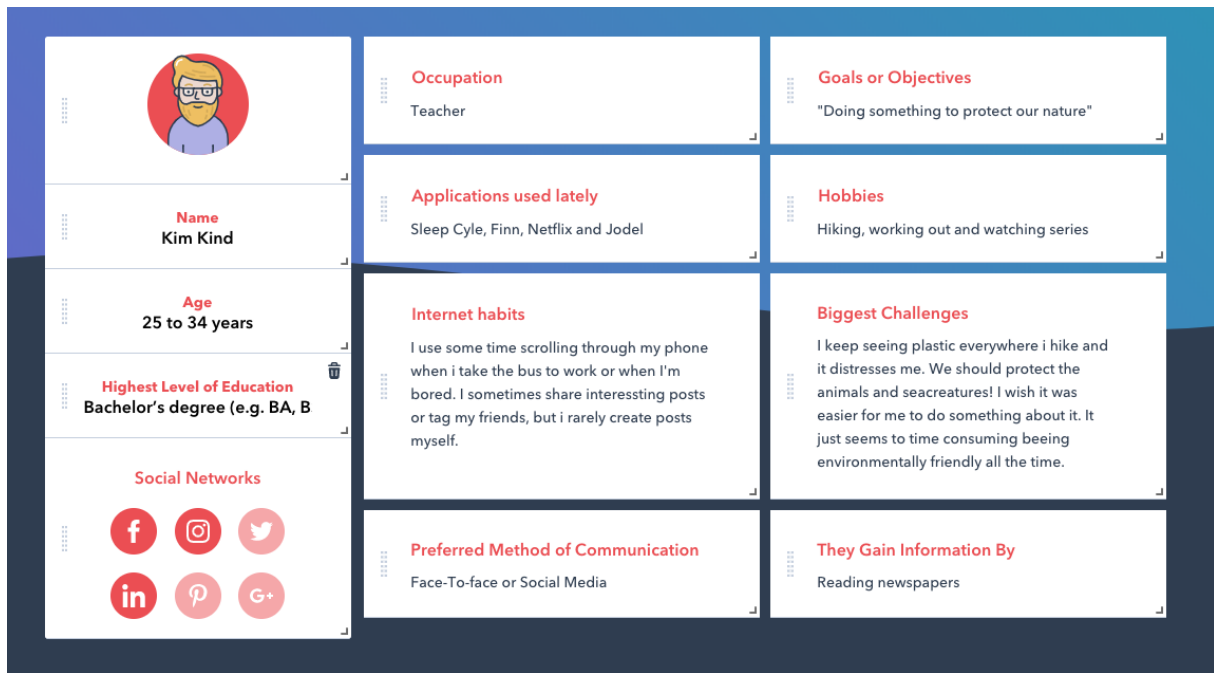 Name
Kim Kind
Age
25 to 34 years
Highest Level of Education
Bachelor's degree (e.g. BA, B
Social Networks
f
in
G+
Occupation
Teacher
Goals or Objectives
"Doing something to protect our nature"
Applications used lately
Sleep Cyle, Finn, Netflix and Jodel
Hobbies
Hiking, working out and watching series
Internet habits
I use some time scrolling through my phone
when i take the bus to work or when I'm
bored. I sometimes share interessting posts
or tag my friends, but i rarely create posts
myself.
Biggest Challenges
I keep seeing plastic everywhere i hike and
it distresses me. We should protect the
animals and seacreatures! I wish it was
easier for me to do something about it. It
just seems to time consuming beeing
environmentally friendly all the time.
Preferred Method of Communication
Face-To-face or Social Media
They Gain Information By
Reading newspapers